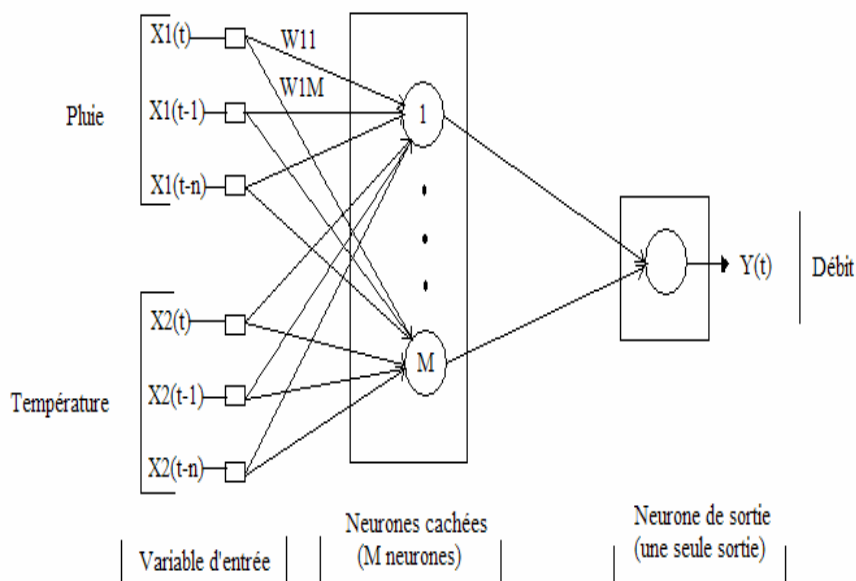 X1(t)
W11
W1M
Pluie
X1(t-1)
1
X1(t-n)
X2(t)
Y(t)
Débit
M
Température
X2(t-1)
X2(t-n)
Variable d'entrée
Neurones cachées
(M neurones)
Neurone de sortie
(une seule sortie)